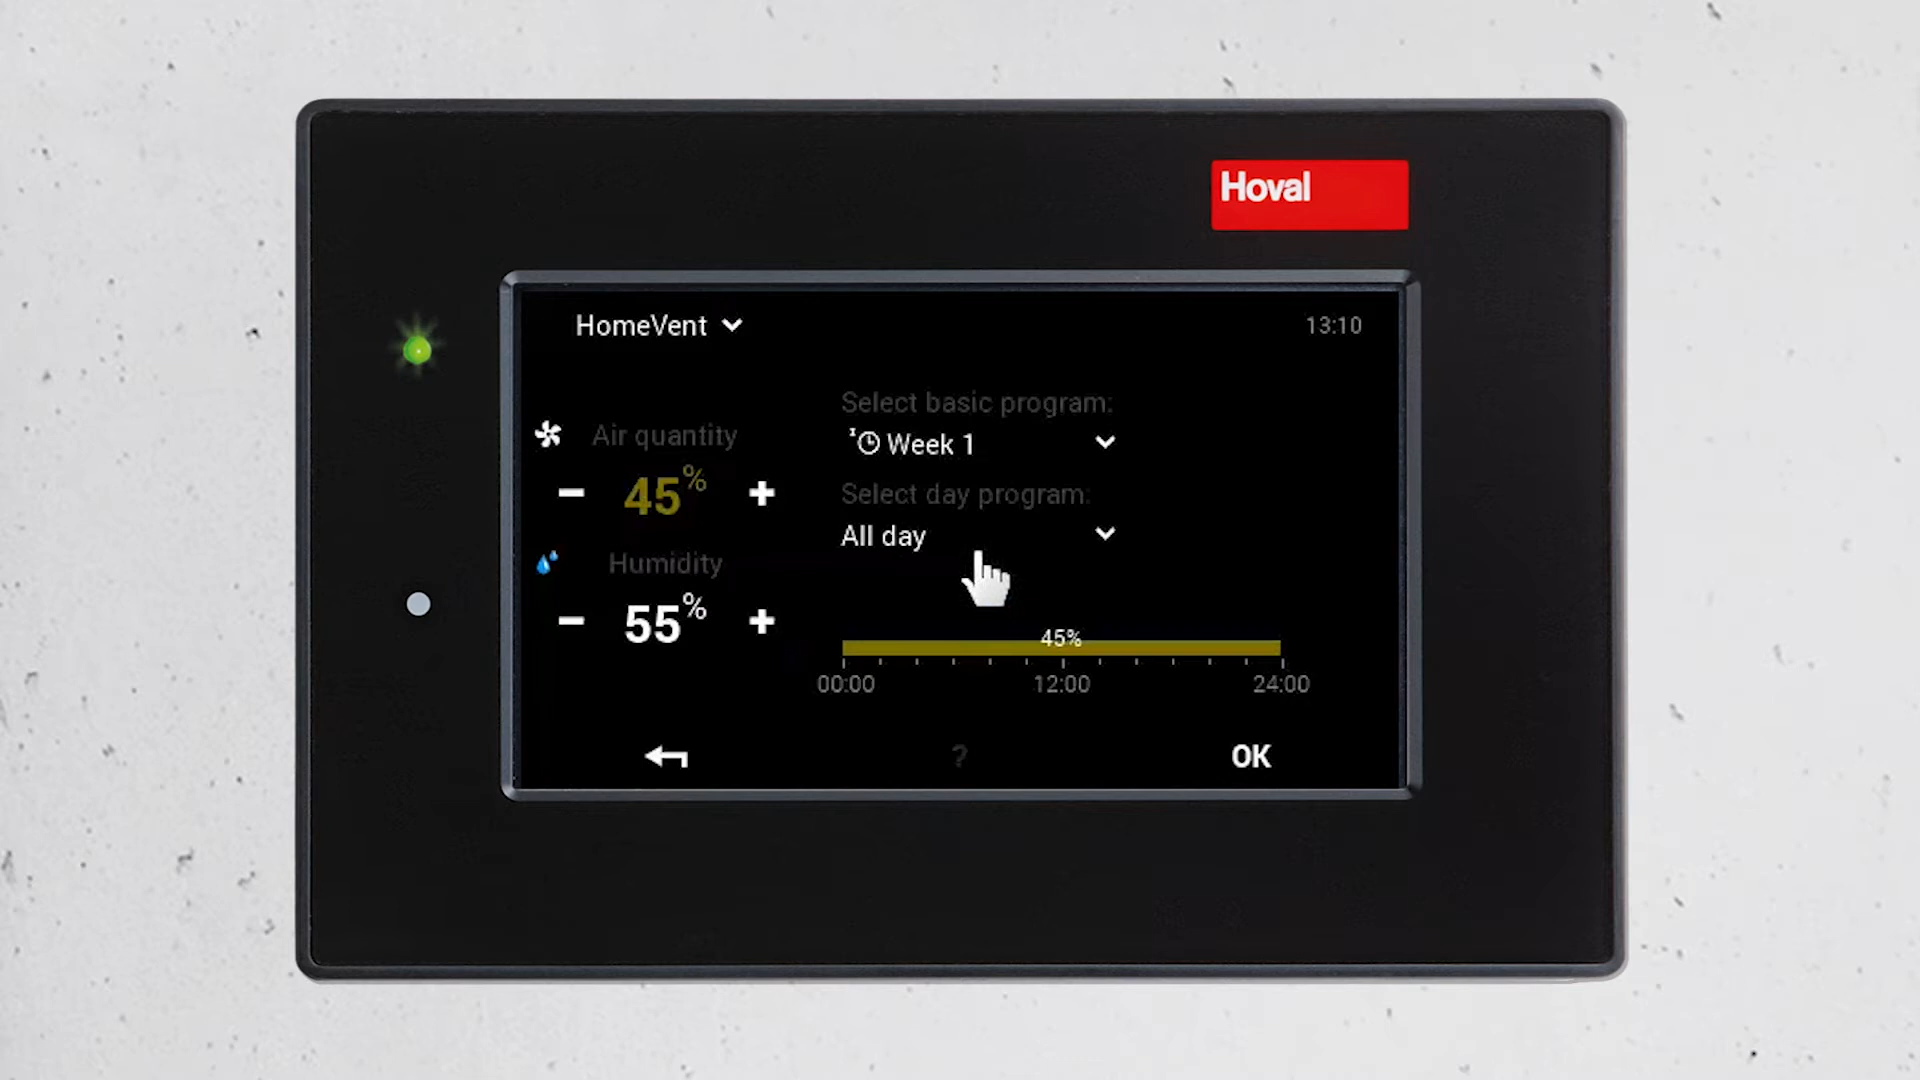 Hoval
HomeVent
13:10
Air quantity
45%
Humidity
55%
Select basic program:
Week 1
Select day program:
All day
45%
00:00 12:00 24:00
?
OK